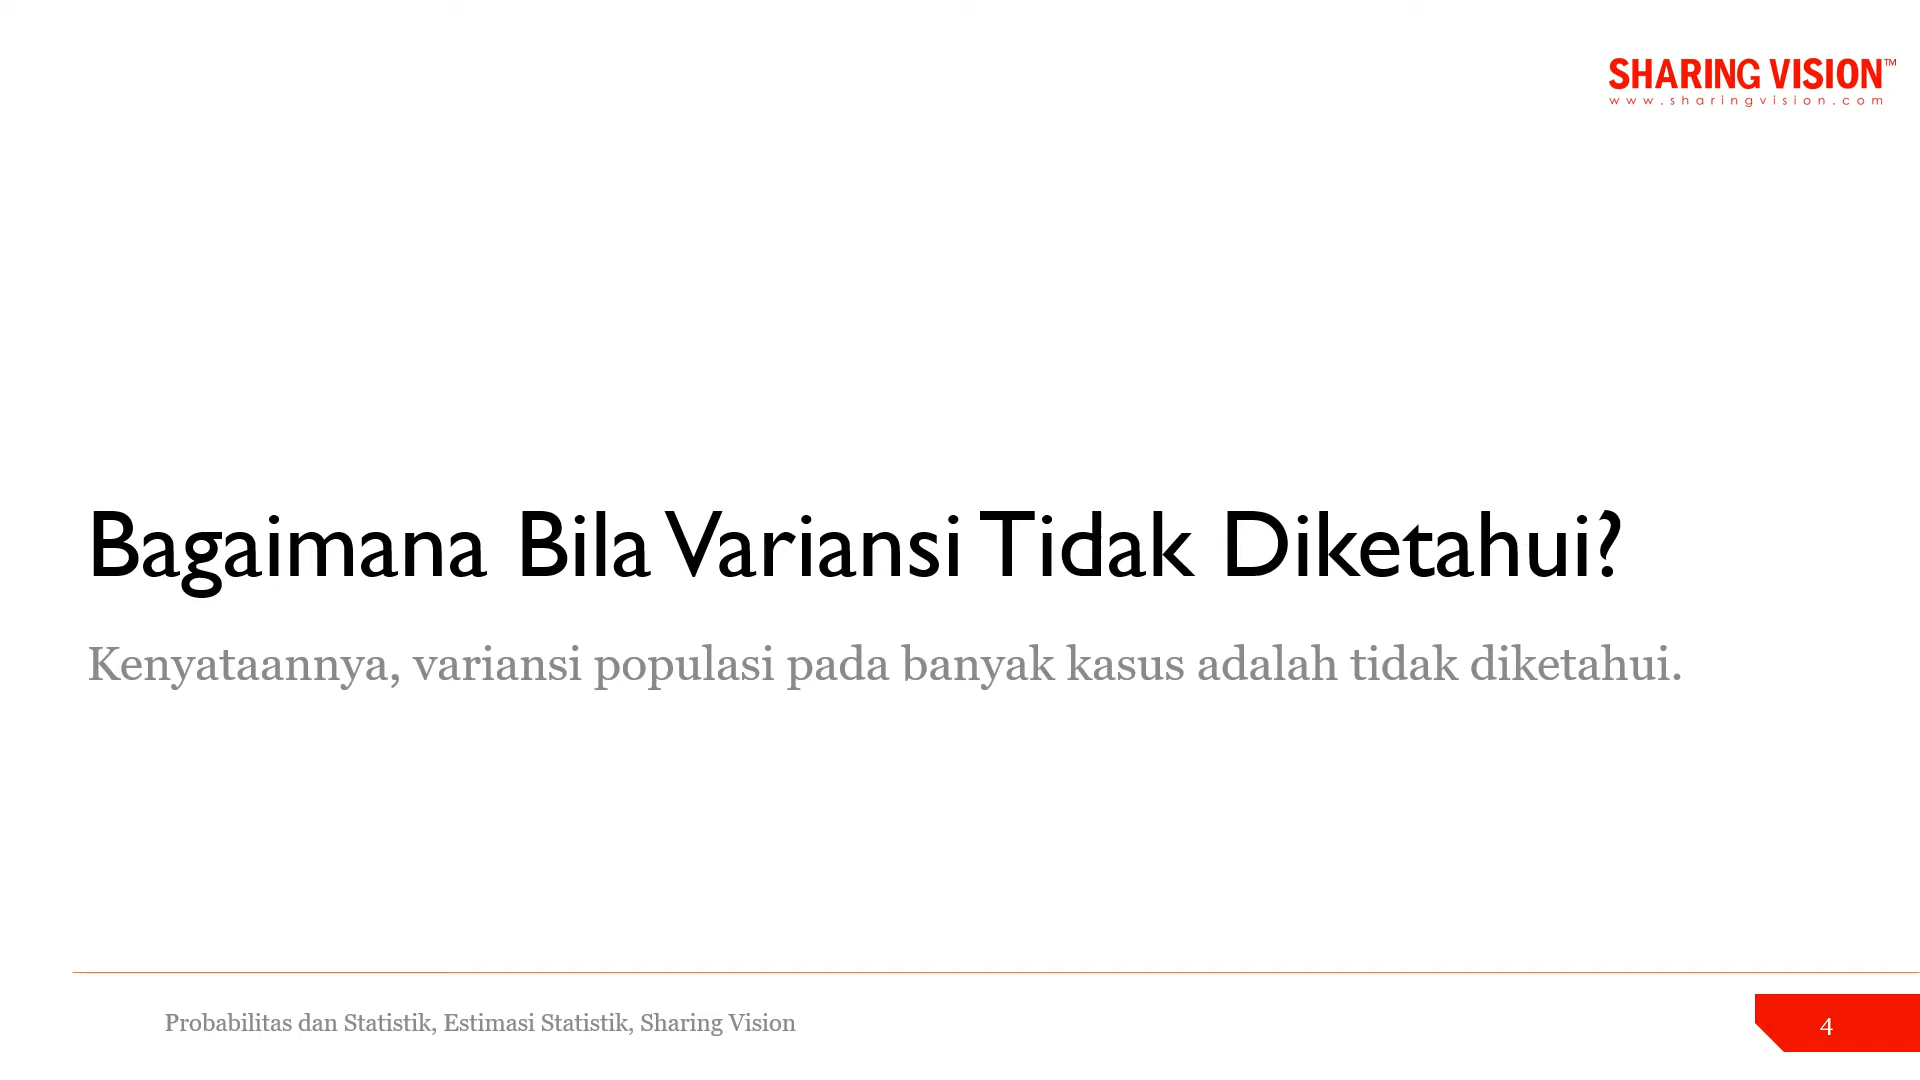 SHARING VISION™
www.sharingvision.com
Bagaimana Bila Variansi Tidak Diketahui?
Kenyataannya, variansi populasi pada banyak kasus adalah tidak diketahui.
Probabilitas dan Statistik, Estimasi Statistik, Sharing Vision
4